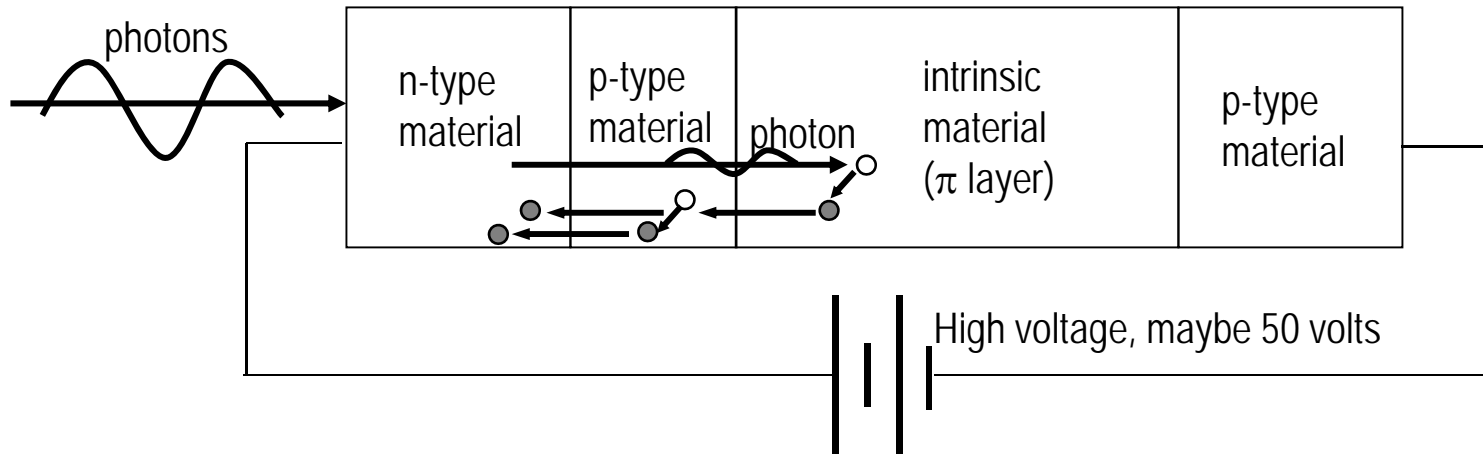 photons
n-type
material
p-type
material
photon
intrinsic
material
(π layer)
p-type
material
High voltage, maybe 50 volts